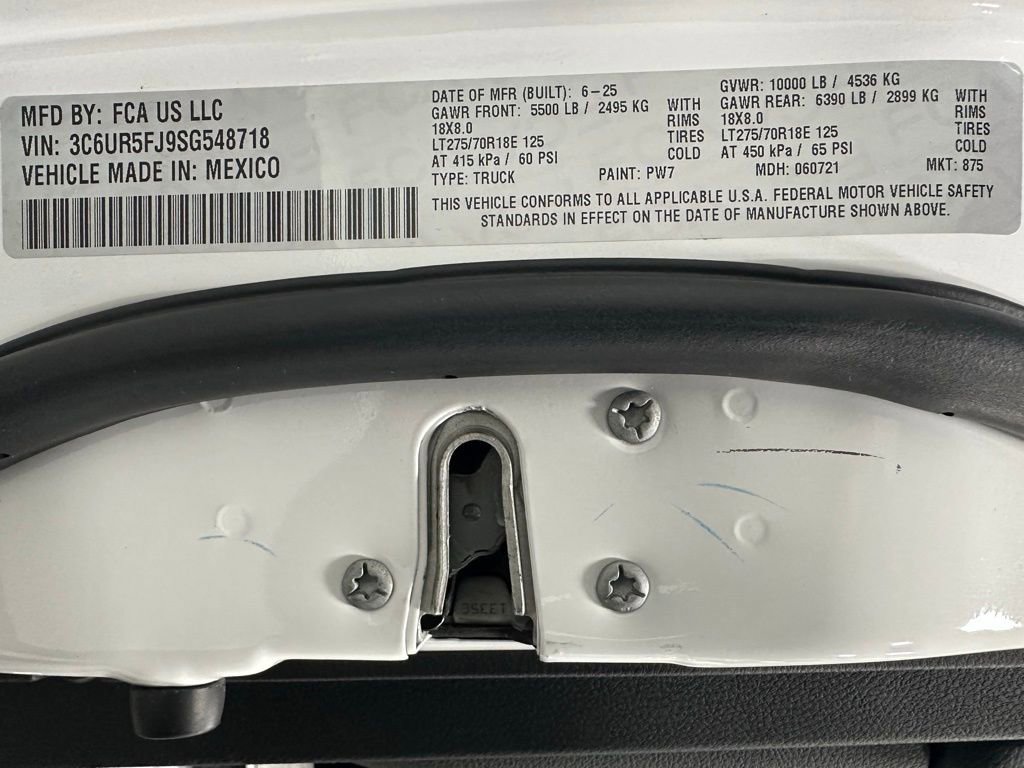 MFD BY: FCA US LLC
VIN: 3C6UR5FJ9SG548718
VEHICLE MADE IN: MEXICO
DATE OF MFR (BUILT): 6-25
GAWR FRONT: 5500 LB / 2495 KG WITH
18X8.0 RIMS
LT275/70R18E 125 TIRES
AT 415 kPa / 60 PSI COLD
TYPE: TRUCK PAINT: PW7
GVWR: 10000 LB / 4536 KG
GAWR REAR: 6390 LB / 2899 KG WITH
18X8.0 RIMS
LT275/70R18E 125 TIRES
AT 450 kPa / 65 PSI COLD
MDH: 060721 MKT: 875
THIS VEHICLE CONFORMS TO ALL APPLICABLE U.S.A. FEDERAL MOTOR VEHICLE SAFETY
STANDARDS IN EFFECT ON THE DATE OF MANUFACTURE SHOWN ABOVE.